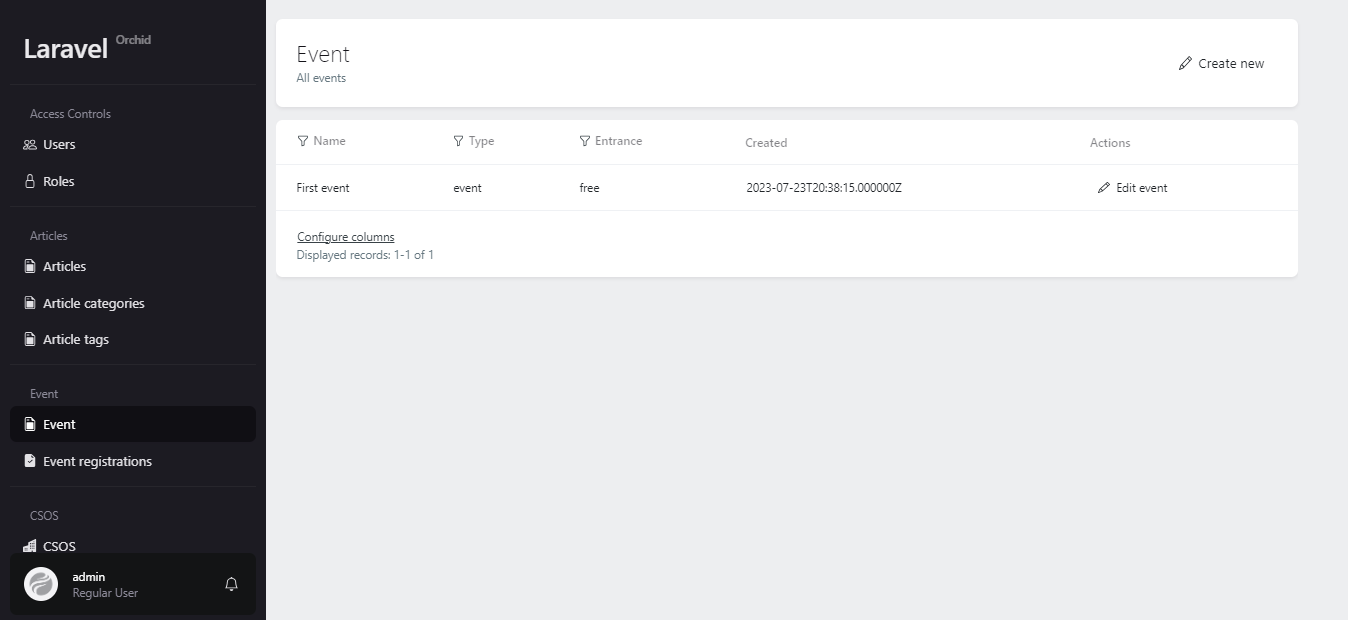 Laravel Orchid
Access Controls
Users
Roles
Articles
Articles
Article categories
Article tags
Event
Event
Event registrations
CSOS
CSOS
admin
Regular User
Event
All events
Create new
Name Type Entrance Created Actions
First event event free 2023-07-23T20:38:15.000000Z Edit event
Configure columns
Displayed records: 1-1 of 1